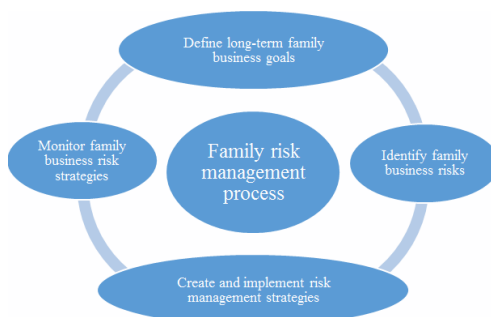 Define long-term family
business goals
Monitor family
business risk
strategies
Family risk
management
process
Identify family
business risks
Create and implement risk
management strategies